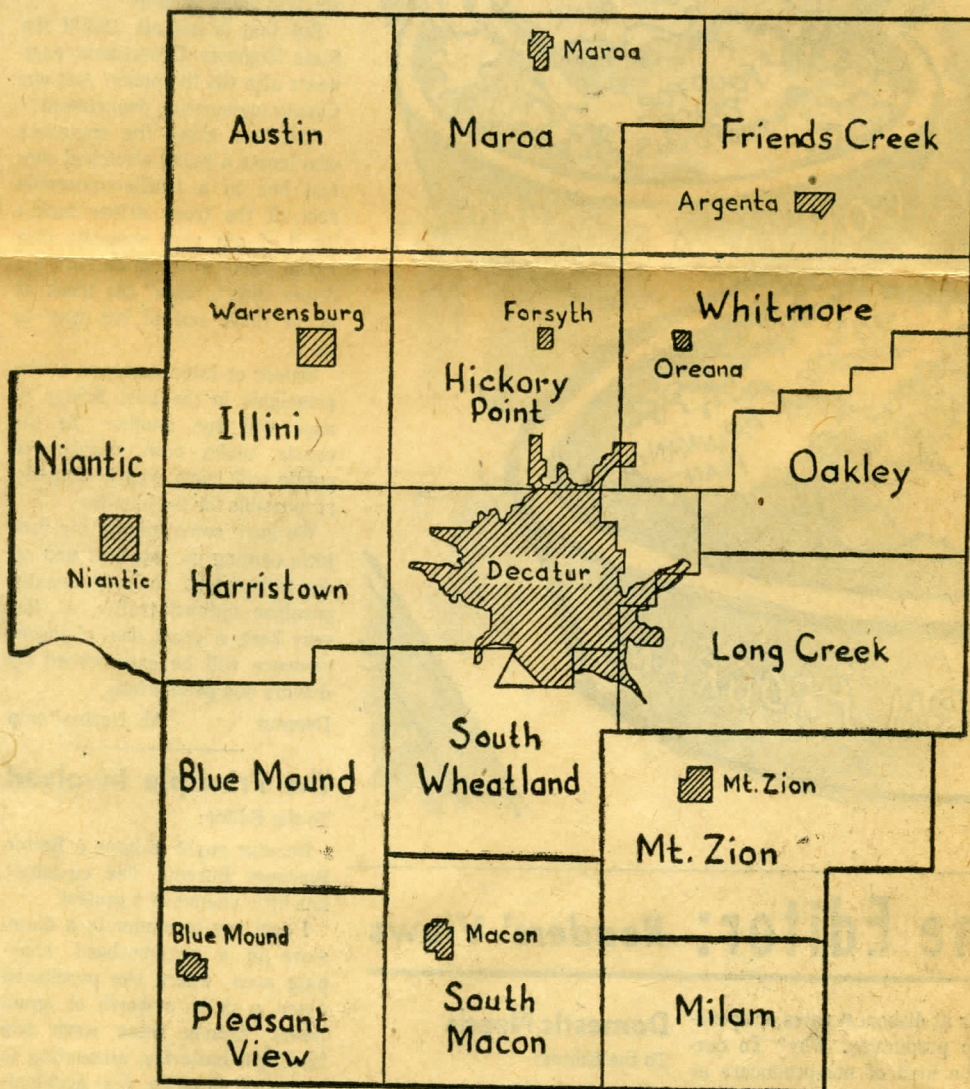 Maroa
Austin
Maroa
Friends Creek
Argenta
Warrensburg
Forsyth
Whitmore
Oreana
Hickory
Point
Illini
Niantic
Oakley
Niantic
Harristown
Decatur
Long Creek
South
Wheatland
Blue Mound
Mt. Zion
Mt. Zion
Blue Mound
Macon
Pleasant
View
South
Macon
Milam